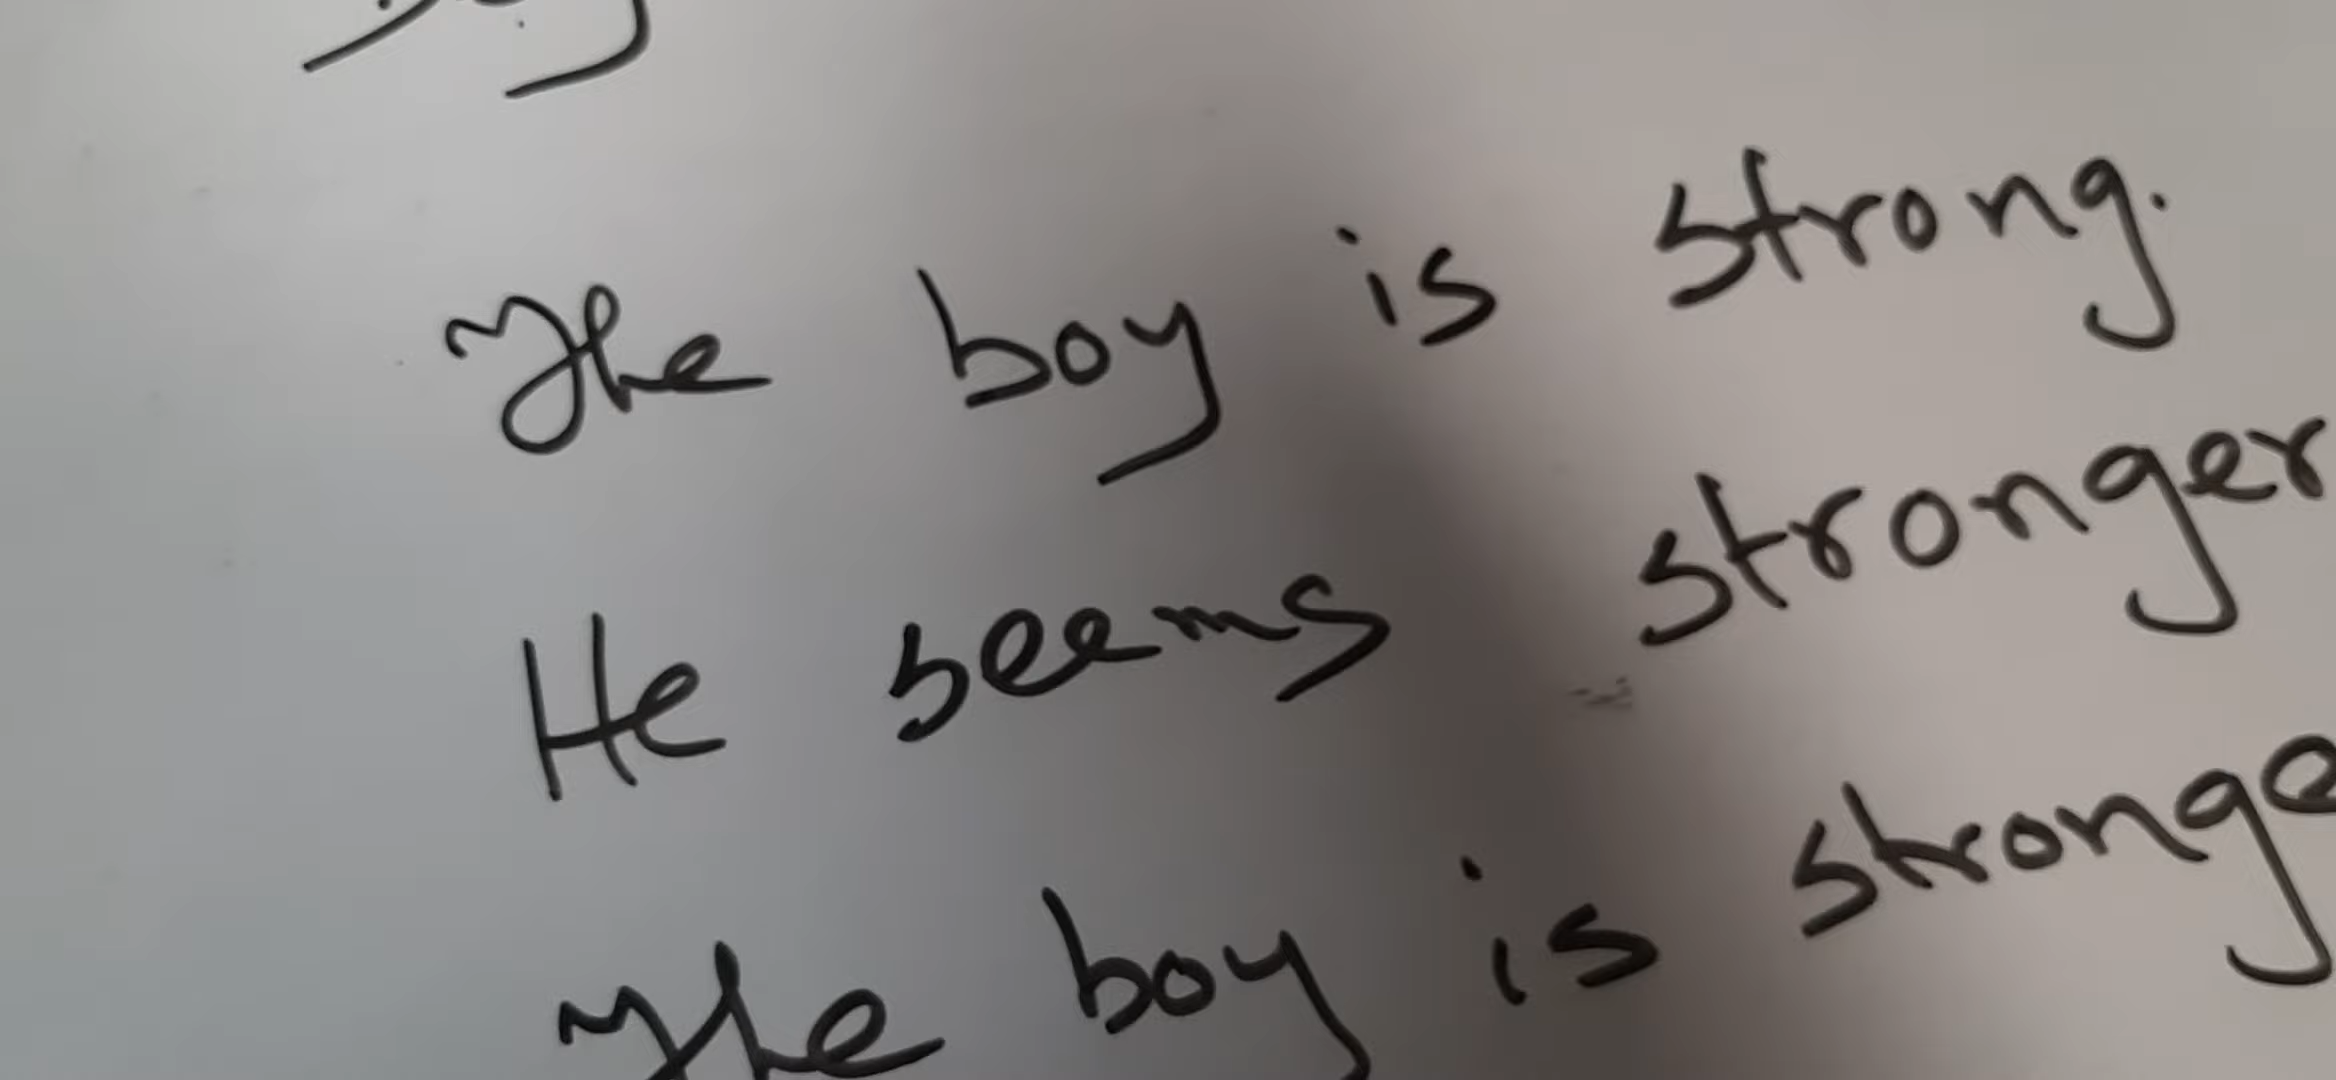 The boy is strong.
He seems stronger
The boy is stronge